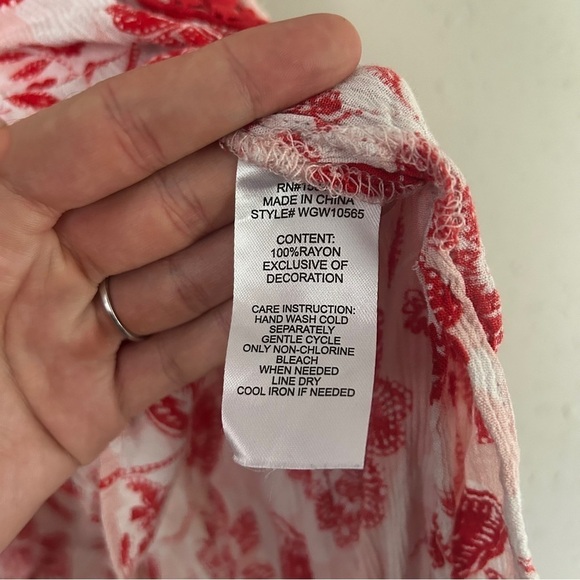 MADE IN CHINA
STYLE# WGW10565
CONTENT:
100%RAYON
EXCLUSIVE OF
DECORATION
CARE INSTRUCTION:
HAND WASH COLD
SEPARATELY
GENTLE CYCLE
ONLY NON-CHLORINE
BLEACH
WHEN NEEDED
LINE DRY
COOL IRON IF NEEDED